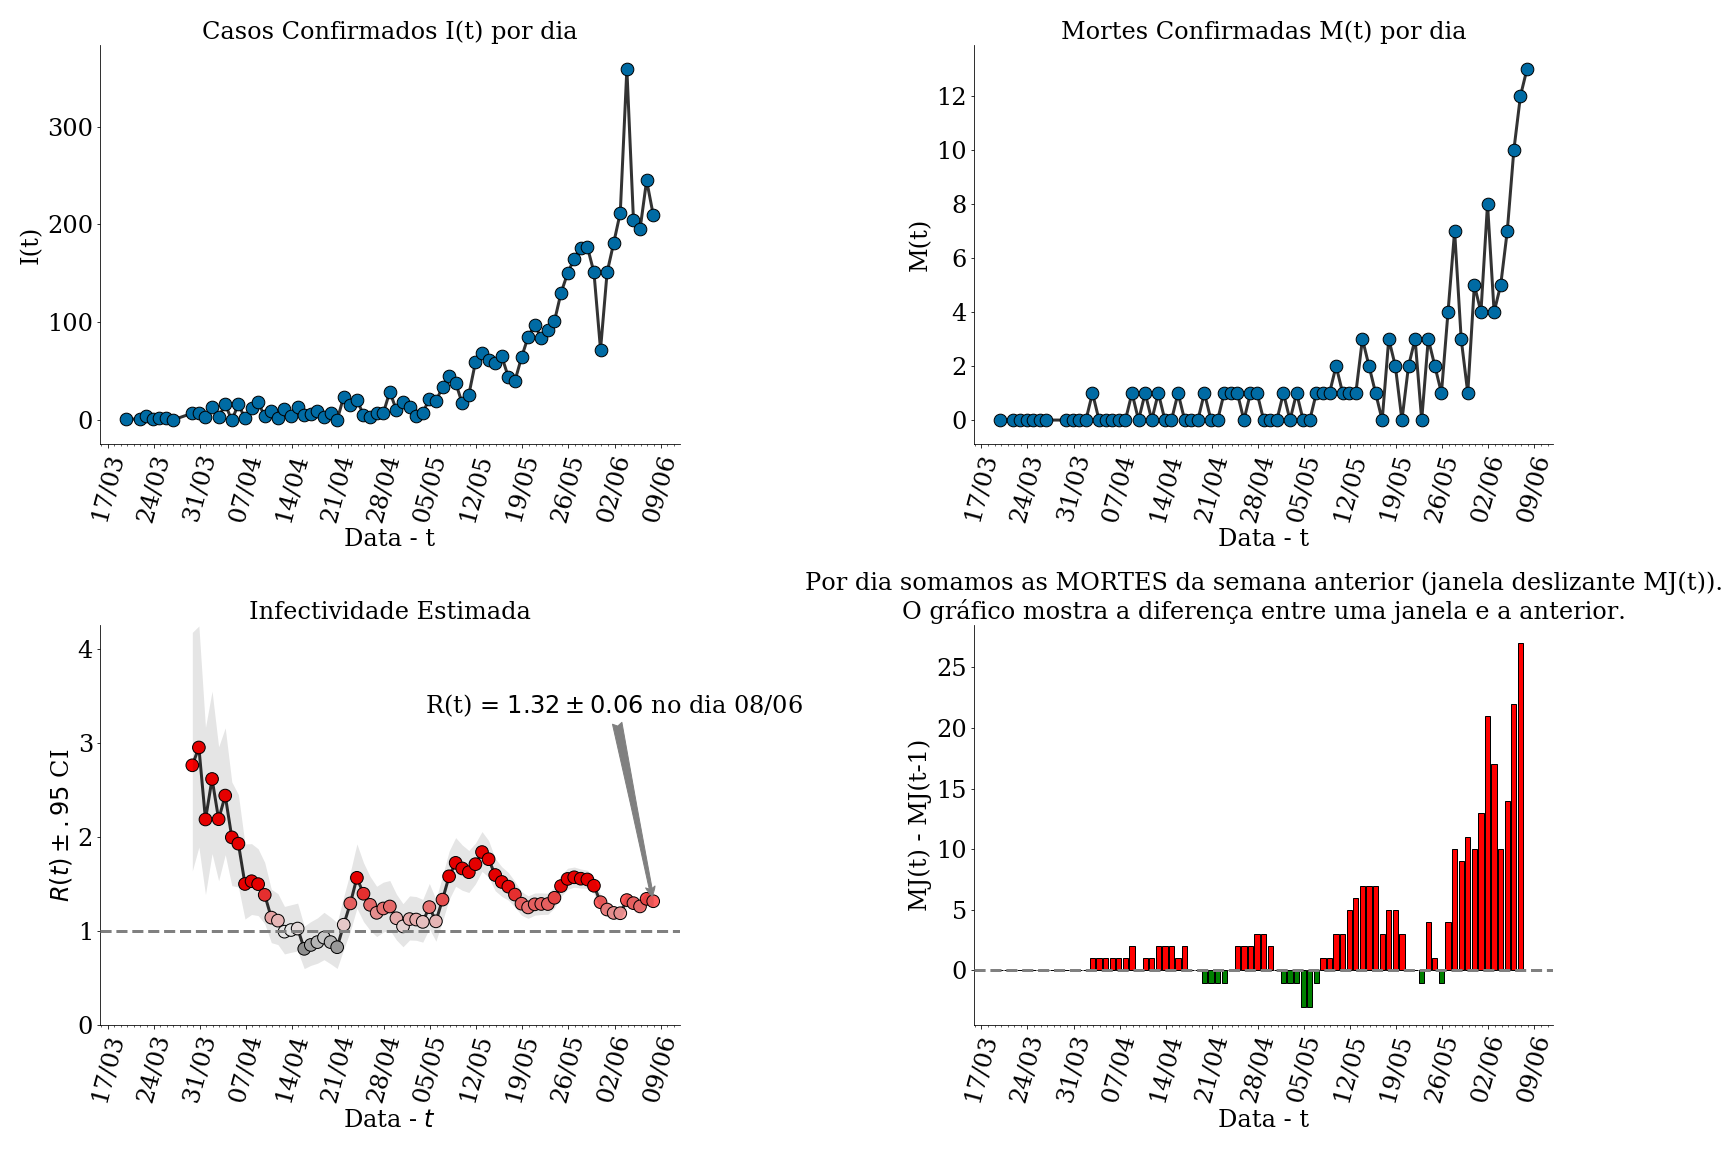 Casos Confirmados I(t) por dia
I(t)
300
200
100
0
17/03 24/03 31/03 07/04 14/04 21/04 28/04 05/05 12/05 19/05 26/05 02/06 09/06
Data - t
Mortes Confirmadas M(t) por dia
M(t)
12
10
8
6
4
2
0
17/03 24/03 31/03 07/04 14/04 21/04 28/04 05/05 12/05 19/05 26/05 02/06 09/06
Data - t
Infectividade Estimada
R(t) ± .95 CI
4
3
2
1
0
R(t) = 1.32 ± 0.06 no dia 08/06
17/03 24/03 31/03 07/04 14/04 21/04 28/04 05/05 12/05 19/05 26/05 02/06 09/06
Data - t
Por dia somamos as MORTES da semana anterior (janela deslizante MJ(t)).
O gráfico mostra a diferença entre uma janela e a anterior.
MJ(t) - MJ(t-1)
25
20
15
10
5
0
17/03 24/03 31/03 07/04 14/04 21/04 28/04 05/05 12/05 19/05 26/05 02/06 09/06
Data - t